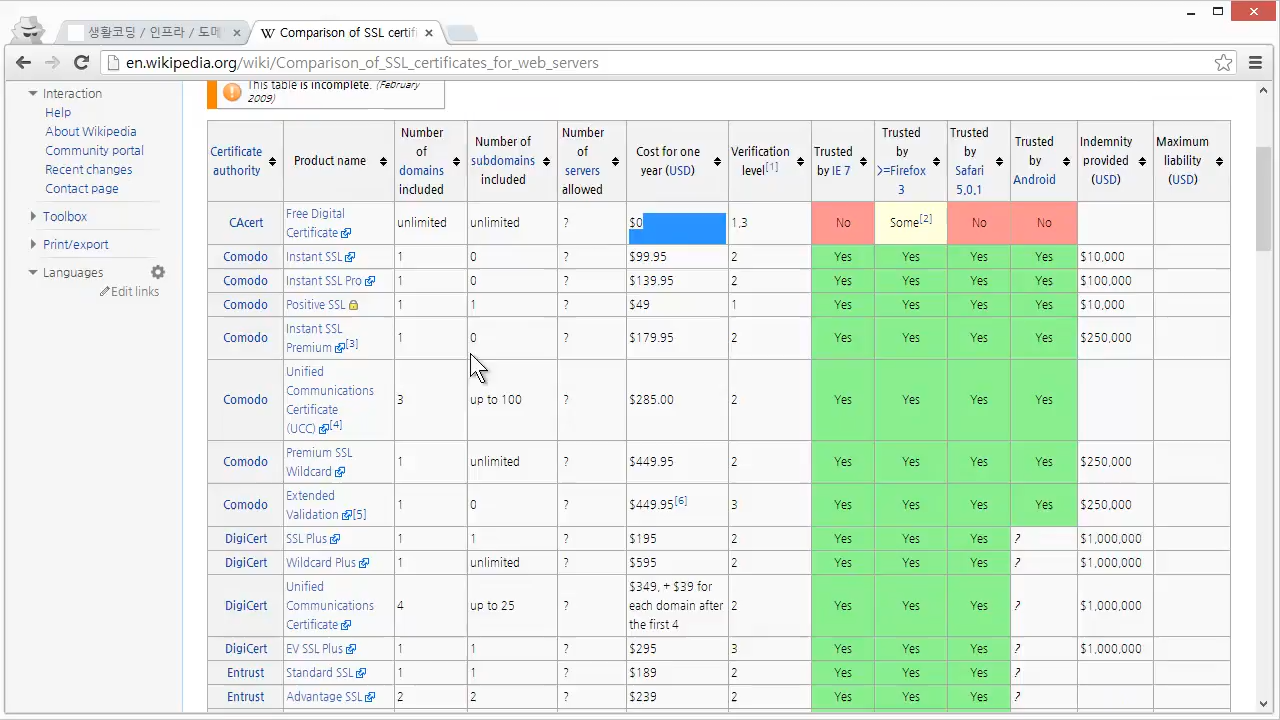 생활코딩 / 인프라 / 도메
Comparison of SSL certifi
en.wikipedia.org/wiki/Comparison_of_SSL_certificates_for_web_servers
Interaction
Help
About Wikipedia
Community portal
Recent changes
Contact page
Toolbox
Print/export
Languages
Edit links
This table is incomplete. (February
2009)
Certificate
authority
Product name
Number
of
domains
included
Number of
subdomains
included
Number
of
servers
allowed
Cost for one
year (USD)
Verification
level[1]
Trusted
by IE 7
Trusted
by
>=Firefox
3
Trusted
by
Safari
5,0,1
Trusted
by
Android
Indemnity
provided
(USD)
Maximum
liability
(USD)
CAcert
Free Digital
Certificate
unlimited
unlimited
?
$0
1,3
No
Some[2]
No
No
Comodo
Instant SSL
1
0
?
$99.95
2
Yes
Yes
Yes
Yes
$10,000
Comodo
Instant SSL Pro
1
0
?
$139.95
2
Yes
Yes
Yes
Yes
$100,000
Comodo
Positive SSL
1
1
?
$49
1
Yes
Yes
Yes
Yes
$10,000
Comodo
Instant SSL
Premium[3]
1
0
?
$179.95
2
Yes
Yes
Yes
Yes
$250,000
Comodo
Unified
Communications
Certificate
(UCC)[4]
3
up to 100
?
$285.00
2
Yes
Yes
Yes
Yes
Comodo
Premium SSL
Wildcard
1
unlimited
?
$449.95
2
Yes
Yes
Yes
Yes
$250,000
Comodo
Extended
Validation[5]
1
0
?
$449.95[6]
3
Yes
Yes
Yes
Yes
$250,000
DigiCert
SSL Plus
1
1
?
$195
2
Yes
Yes
Yes
?
$1,000,000
DigiCert
Wildcard Plus
1
unlimited
?
$595
2
Yes
Yes
Yes
?
$1,000,000
DigiCert
Unified
Communications
Certificate
4
up to 25
?
$349, + $39 for
each domain after
the first 4
2
Yes
Yes
Yes
?
$1,000,000
DigiCert
EV SSL Plus
1
1
?
$295
3
Yes
Yes
Yes
?
$1,000,000
Entrust
Standard SSL
1
1
?
$189
2
Yes
Yes
Yes
?
Entrust
Advantage SSL
2
2
?
$239
2
Yes
Yes
Yes
?